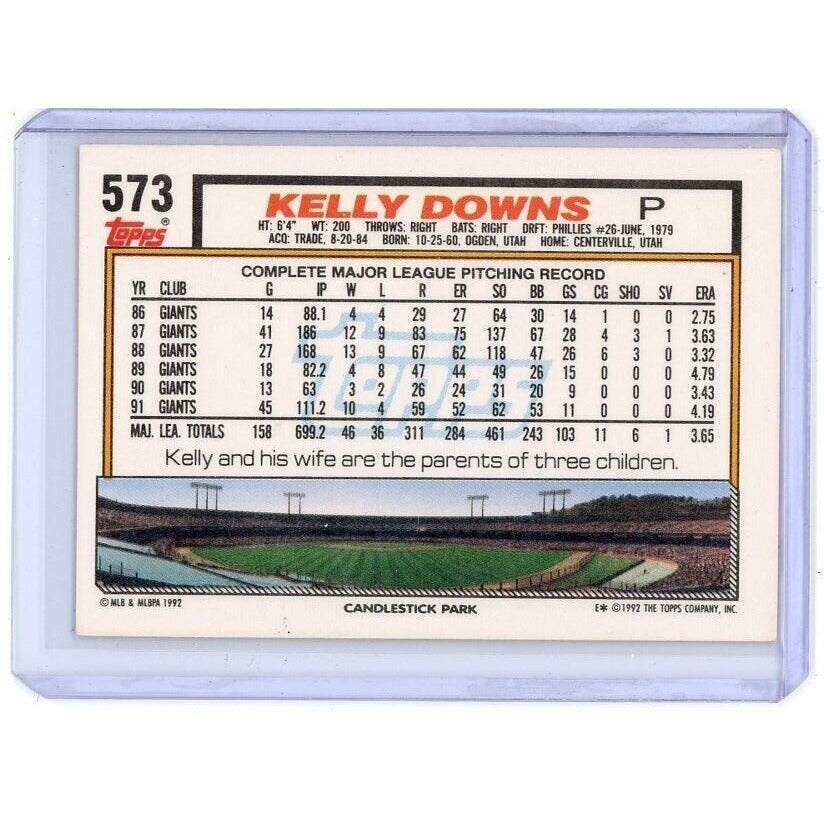 573
Topps®
KELLY DOWNS P
HT: 6'4" WT: 200 THROWS: RIGHT BATS: RIGHT DRFT: PHILLIES #26-JUNE, 1979
ACQ: TRADE, 8-20-84 BORN: 10-25-60, OGDEN, UTAH HOME: CENTERVILLE, UTAH
COMPLETE MAJOR LEAGUE PITCHING RECORD
YR CLUB G IP W L R ER SO BB GS CG SHO SV ERA
86 GIANTS 14 88.1 4 4 29 27 64 30 14 1 0 0 2.75
87 GIANTS 41 186 12 9 83 75 137 67 28 4 3 1 3.63
88 GIANTS 27 168 13 9 67 62 118 47 26 6 3 0 3.32
89 GIANTS 18 82.2 4 8 47 44 49 26 15 0 0 0 4.79
90 GIANTS 13 63 3 2 26 24 31 20 9 0 0 0 3.43
91 GIANTS 45 111.2 10 4 59 52 62 53 11 0 0 0 4.19
MAJ. LEA. TOTALS 158 699.2 46 36 311 284 461 243 103 11 6 1 3.65
Topps
Kelly and his wife are the parents of three children.
© MLB & MLBPA 1992 CANDLESTICK PARK E* © 1992 THE TOPPS COMPANY, INC.